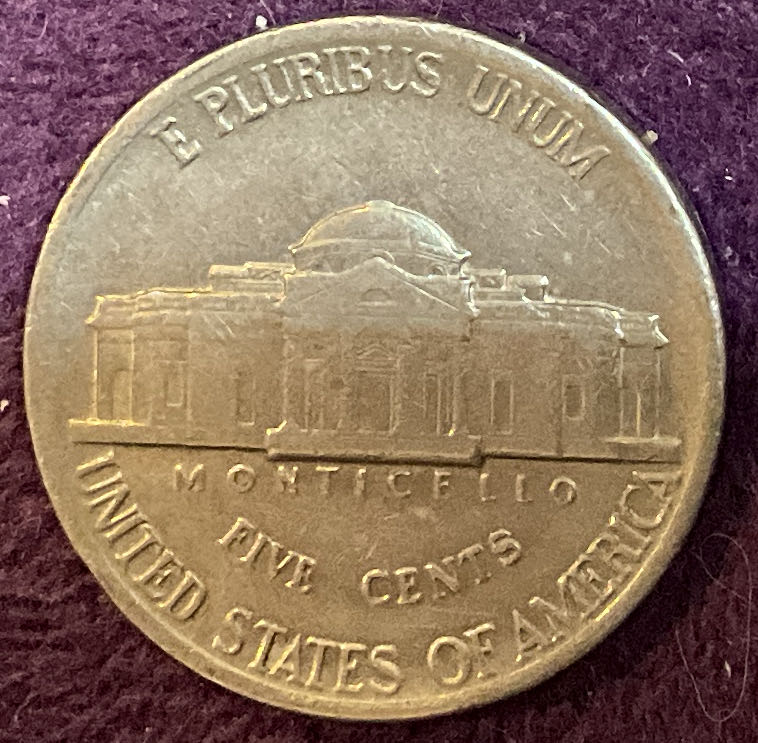 E PLURIBUS UNUM
MONTICELLO
FIVE CENTS
UNITED STATES OF AMERICA